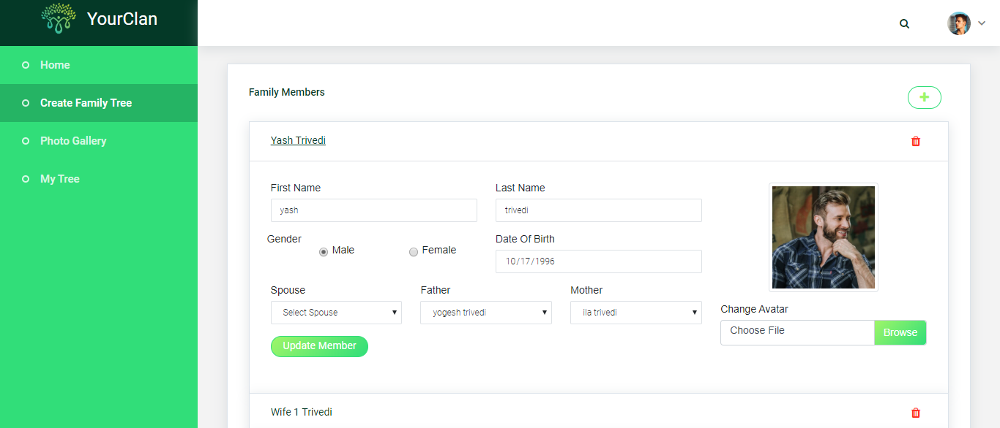 YourClan
Home
Create Family Tree
Photo Gallery
My Tree
Family Members
Yash Trivedi
First Name
Last Name
yash
trivedi
Gender
Male
Female
Date Of Birth
10/17/1996
Spouse
Father
Mother
Select Spouse
yogesh trivedi
ila trivedi
Change Avatar
Choose File
Browse
Update Member
Wife 1 Trivedi